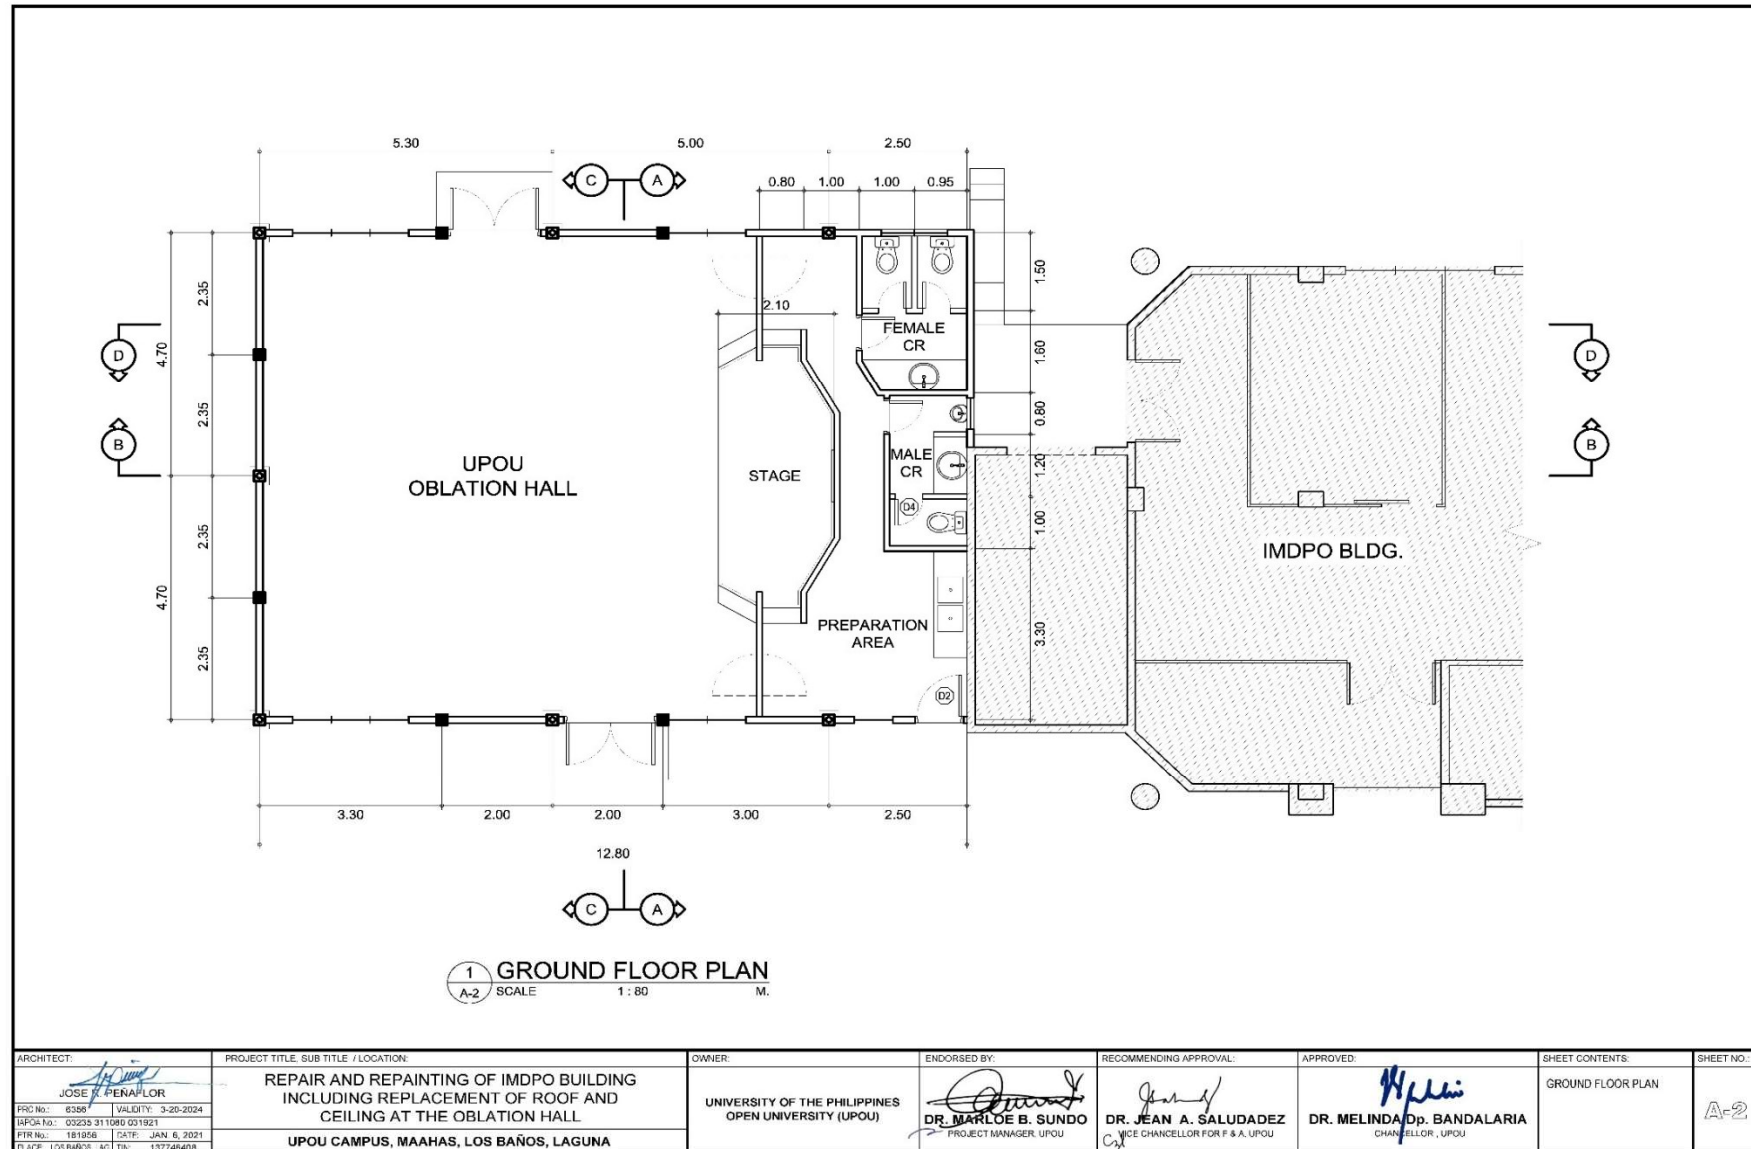 5.30
5.00
2.50
C
A
0.80
1.00
1.00
0.95
2.35
4.70
2.35
2.35
4.70
2.35
D
B
2.10
FEMALE
CR
MALE
CR
D4
STAGE
UPOU
OBLATION HALL
PREPARATION
AREA
D2
1.50
1.60
0.80
1.20
1.00
3.30
IMDPO BLDG.
D
B
3.30
2.00
2.00
3.00
2.50
12.80
C
A
1
A-2
GROUND FLOOR PLAN
SCALE 1 : 80 M.
ARCHITECT:
PRC No.: 6356 VALIDITY: 3-20-2024
PTR No.: DATE: JAN. 6, 2021
PROJECT TITLE, SUB TITLE / LOCATION:
REPAIR AND REPAINTING OF IMDPO BUILDING
INCLUDING REPLACEMENT OF ROOF AND
CEILING AT THE OBLATION HALL
UPOU CAMPUS, MAAHAS, LOS BAÑOS, LAGUNA
OWNER:
UNIVERSITY OF THE PHILIPPINES
OPEN UNIVERSITY (UPOU)
ENDORSED BY:
DR. MARLOE B. SUNDO
PROJECT MANAGER, UPOU
RECOMMENDING APPROVAL:
DR. JEAN A. SALUDADEZ
VICE CHANCELLOR FOR F & A, UPOU
APPROVED:
DR. MELINDA Dp. BANDALARIA
CHANCELLOR , UPOU
SHEET CONTENTS:
GROUND FLOOR PLAN
SHEET NO.:
A-2